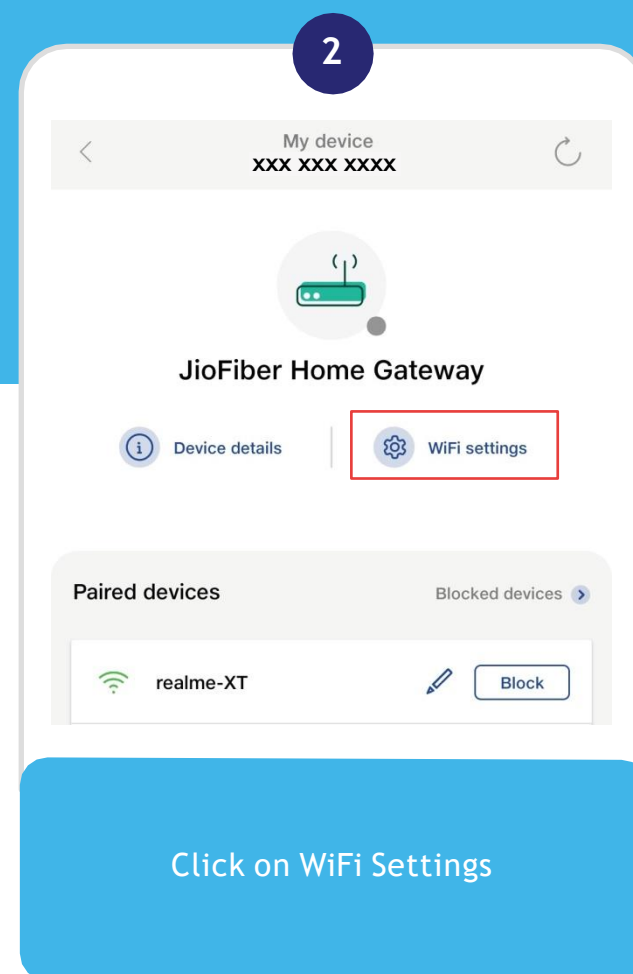 2
My device
xxx xxx xxxx
JioFiber Home Gateway
Device details
WiFi settings
Paired devices
Blocked devices
realme-XT
Block
Click on WiFi Settings